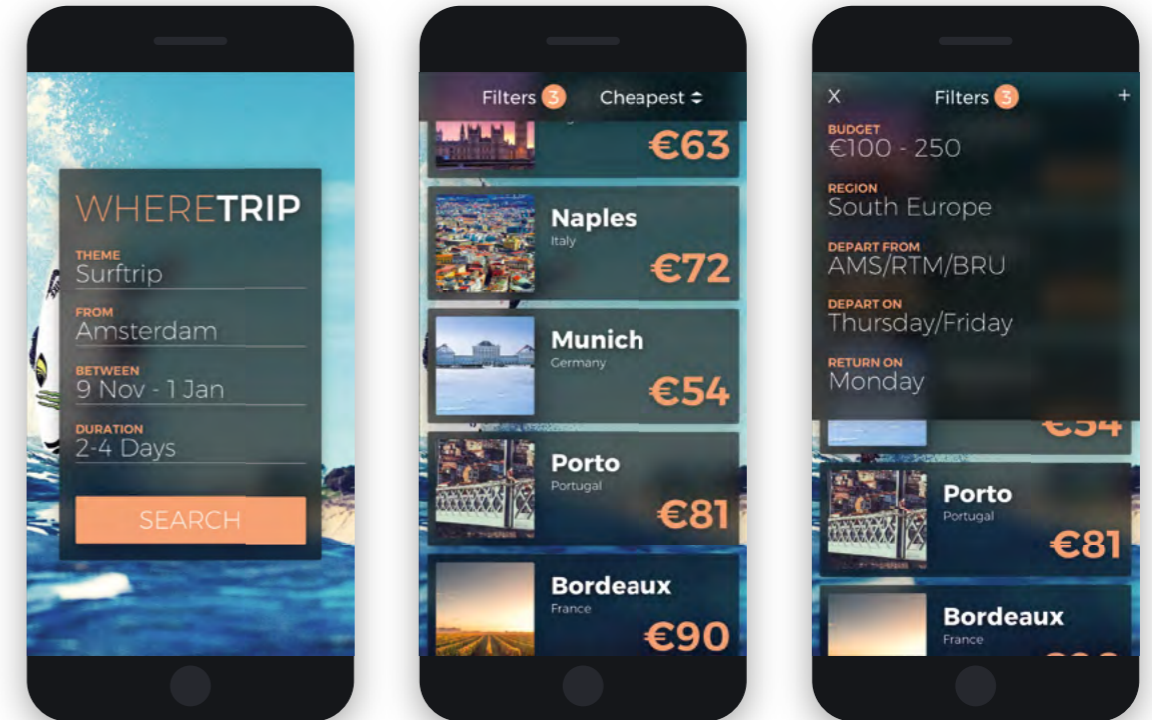 WHERETRIP
THEME
Surftrip
FROM
Amsterdam
BETWEEN
9 Nov - 1 Jan
DURATION
2-4 Days
SEARCH
Filters 3 Cheapest
€63
Naples
Italy
€72
Munich
Germany
€54
Porto
Portugal
€81
Bordeaux
France
€90
X Filters 3 +
BUDGET
€100 - 250
REGION
South Europe
DEPART FROM
AMS/RTM/BRU
DEPART ON
Thursday/Friday
RETURN ON
Monday
€54
Porto
Portugal
€81
Bordeaux
France